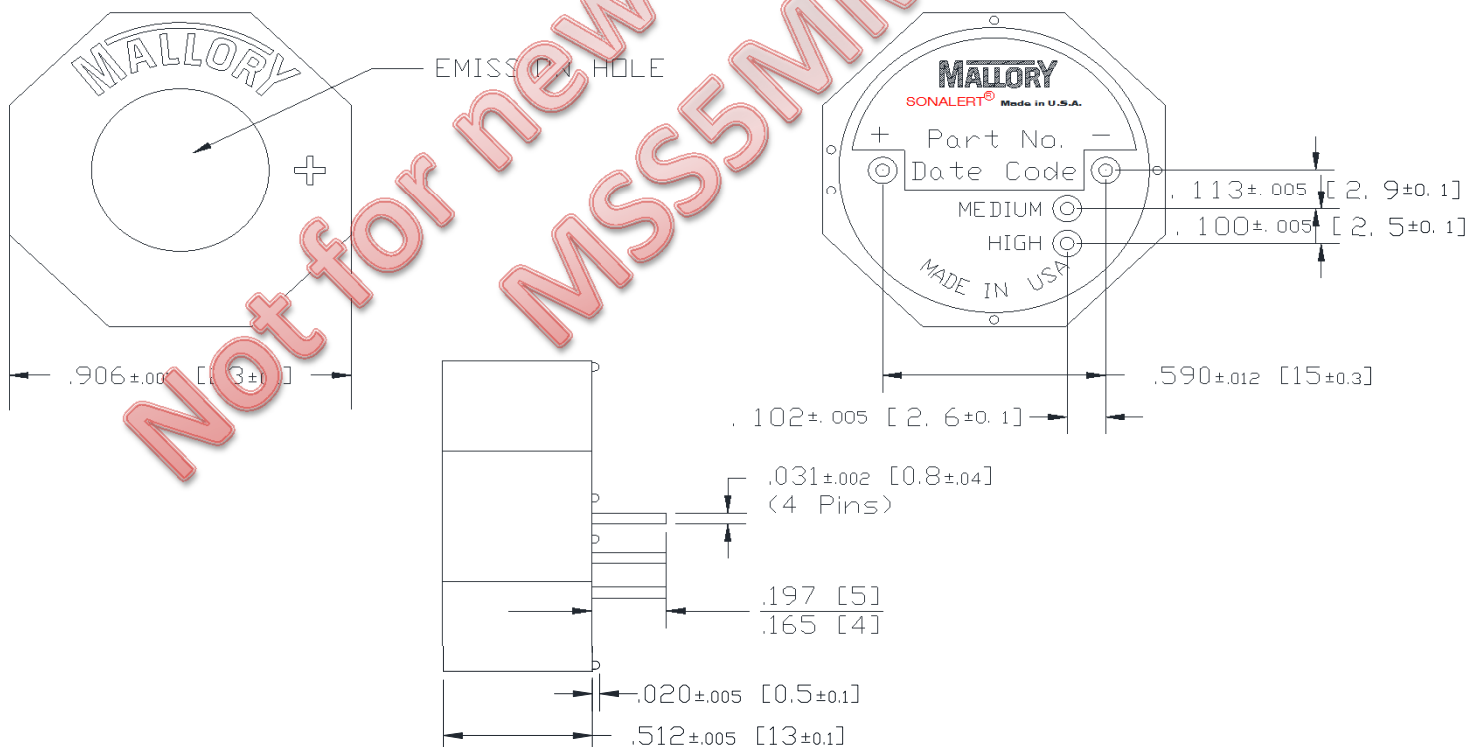 MALLORY
EMISSION HOLE
+
MALLORY
SONALERT® Made in U.S.A.
+ Part No. -
Date Code
MEDIUM
HIGH
MADE IN USA
.113±.005 [2.9±0.1]
.100±.005 [2.5±0.1]
.906±.00
.590±.012 [15±0.3]
.102±.005 [2.6±0.1]
.031±.002 [0.8±.04]
(4 Pins)
.197 [5]
.165 [4]
.020±.005 [0.5±0.1]
.512±.005 [13±0.1]
Not for new
MSS5M